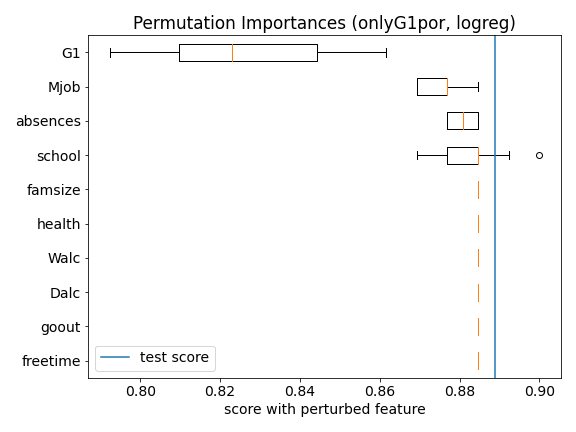 Permutation Importances (onlyG1por, logreg)
G1
Mjob
absences
school
famsize
health
Walc
Dalc
goout
freetime
test score
0.80 0.82 0.84 0.86 0.88 0.90
score with perturbed feature